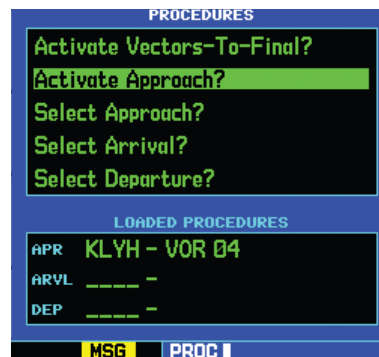 PROCEDURES
Activate Vectors-To-Final?
Activate Approach?
Select Approach?
Select Arrival?
Select Departure?
LOADED PROCEDURES
APR KLYH - VOR 04
ARVL ____ -
DEP ____ -
MSG PROC